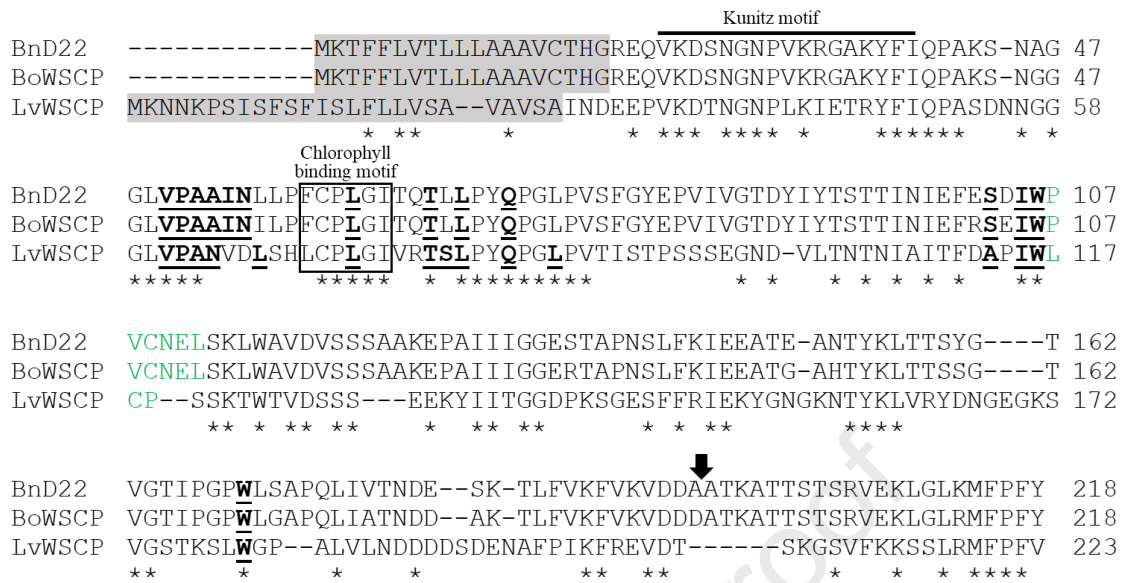 Kunitz motif
BnD22 ------------MKTFFLVTLLLAAAVCTHGREQVKDSNGNPVKRGAKYFIQPAKS-NAG 47
BoWSCP ------------MKTFFLVTLLLAAAVCTHGREQVKDSNGNPVKRGAKYFIQPAKS-NGG 47
LvWSCP MKNNKPSISFSFISLFLLVSA--VAVSAINDEEPVKDTNGNPLKIETRYFIQPASDNNGG 58
* ** * * *** **** * ****** * *
Chlorophyll
binding motif
BnD22 GLVPAAINLLPFCPLGITQTLLPYQPGLPVSFGYEPVIVGTDYIYTSTTINIEFESDIWP 107
BoWSCP GLVPAAINILPFCPLGITQTLLPYQPGLPVSFGYEPVIVGTDYIYTSTTINIEFRSEIWP 107
LvWSCP GLVPANVDLSHLCPLGIVRTSLPYQPGLPVTISTPSSSEGND-VLTNTNIAITFDAPIWL 117
***** ***** * ********* * * * * * * **
BnD22 VCNELSKLWAVDVSSSAAKEPAIIIGGESTAPNSLFKIEEATE-ANTYKLTTSYG----T 162
BoWSCP VCNELSKLWAVDVSSSAAKEPAIIIGGERTAPNSLFKIEEATG-AHTYKLTTSSG----T 162
LvWSCP CP--SSKTWTVDSSS---EEKYIITGGDPKSGESFFRIEKYGNGKNTYKLVRYDNGEGKS 172
** * ** ** * ** ** * * ** ****
BnD22 VGTIPGPWLSAPQLIVTNDE--SK-TLFVKFVKVDDAATKATTSTSRVEKLGLKMFPFY 218
BoWSCP VGTIPGPWLGAPQLIATNDD--AK-TLFVKFVKVDDDATKATTSTSRVEKLGLRMFPFY 218
LvWSCP VGSTKSLWGP--ALVLNDDDDSDENAFPIKFREVDT------SKGSVFKKSSLRMFPFV 223
** * * * ** ** * * * ****